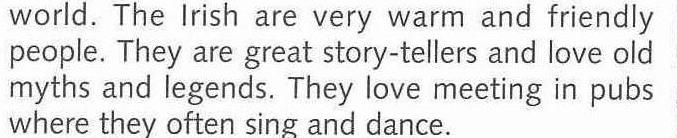 world. The Irish are very warm and friendly
people. They are great story-tellers and love old
myths and legends. They love meeting in pubs
where they often sing and dance.